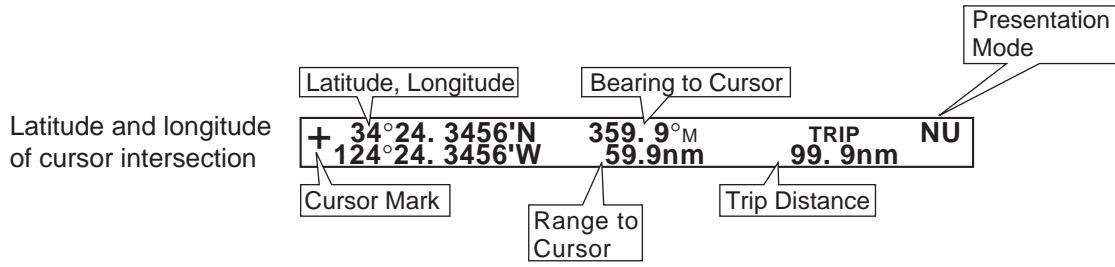 Presentation
Mode
Latitude, Longitude
Bearing to Cursor
Latitude and longitude
of cursor intersection
+ 34°24. 3456'N 359. 9°M TRIP NU
124°24. 3456'W 59.9nm 99. 9nm
Cursor Mark
Range to
Cursor
Trip Distance